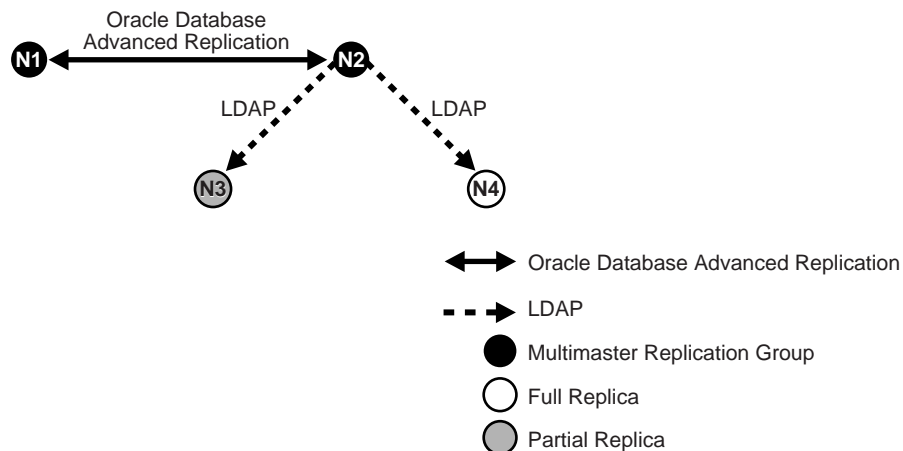 Oracle Database
Advanced Replication
N1
N2
LDAP
LDAP
N3
N4
Oracle Database Advanced Replication
LDAP
Multimaster Replication Group
Full Replica
Partial Replica